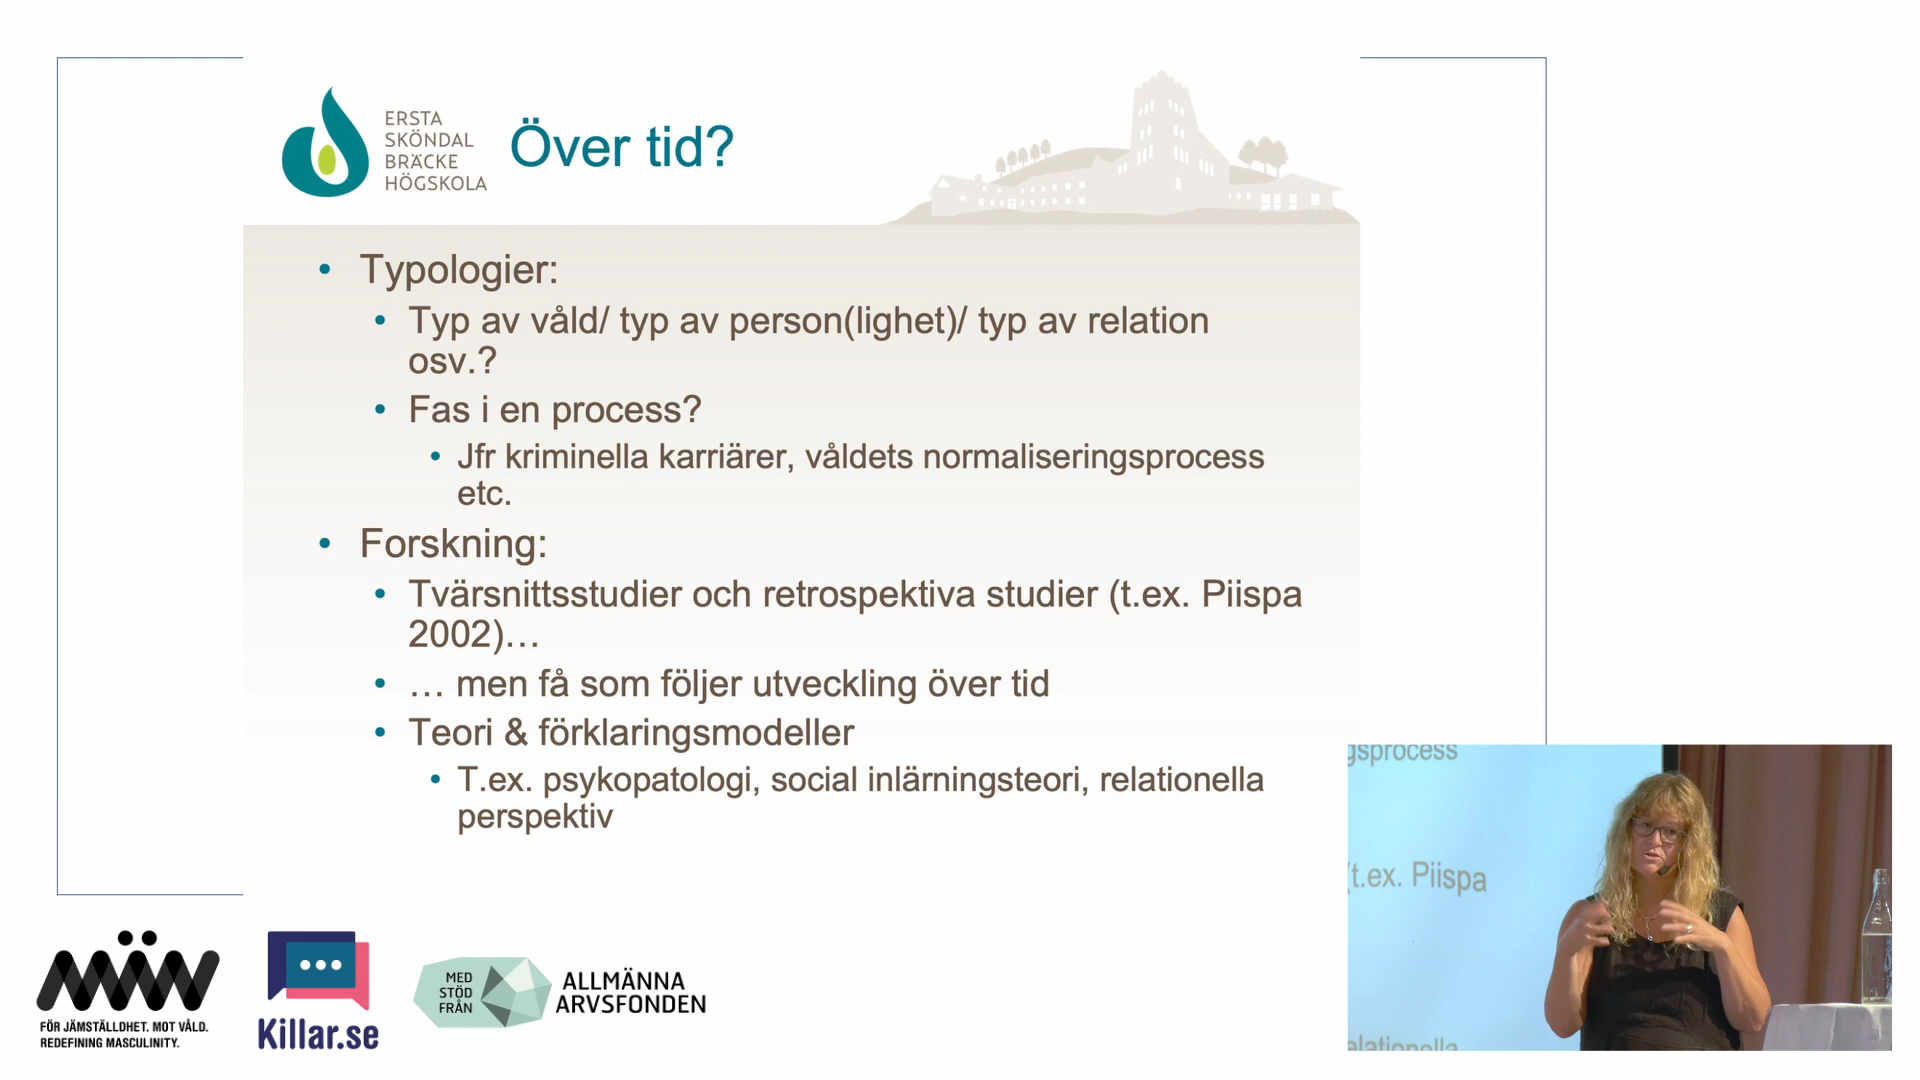 ERSTA
SKÖNDAL
BRÄCKE
HÖGSKOLA
Över tid?
• Typologier:
• Typ av våld/ typ av person(lighet)/ typ av relation
osv.?
• Fas i en process?
• Jfr kriminella karriärer, våldets normaliseringsprocess
etc.
• Forskning:
• Tvärsnittsstudier och retrospektiva studier (t.ex. Piispa
2002)…
• … men få som följer utveckling över tid
• Teori & förklaringsmodeller
• T.ex. psykopatologi, social inlärningsteori, relationella
perspektiv
gsprocess
(t.ex. Piispa
elationella
MÄN
FÖR JÄMSTÄLLDHET. MOT VÅLD.
REDEFINING MASCULINITY.
Killar.se
MED
STÖD
FRÅN
ALLMÄNNA
ARVSFONDEN